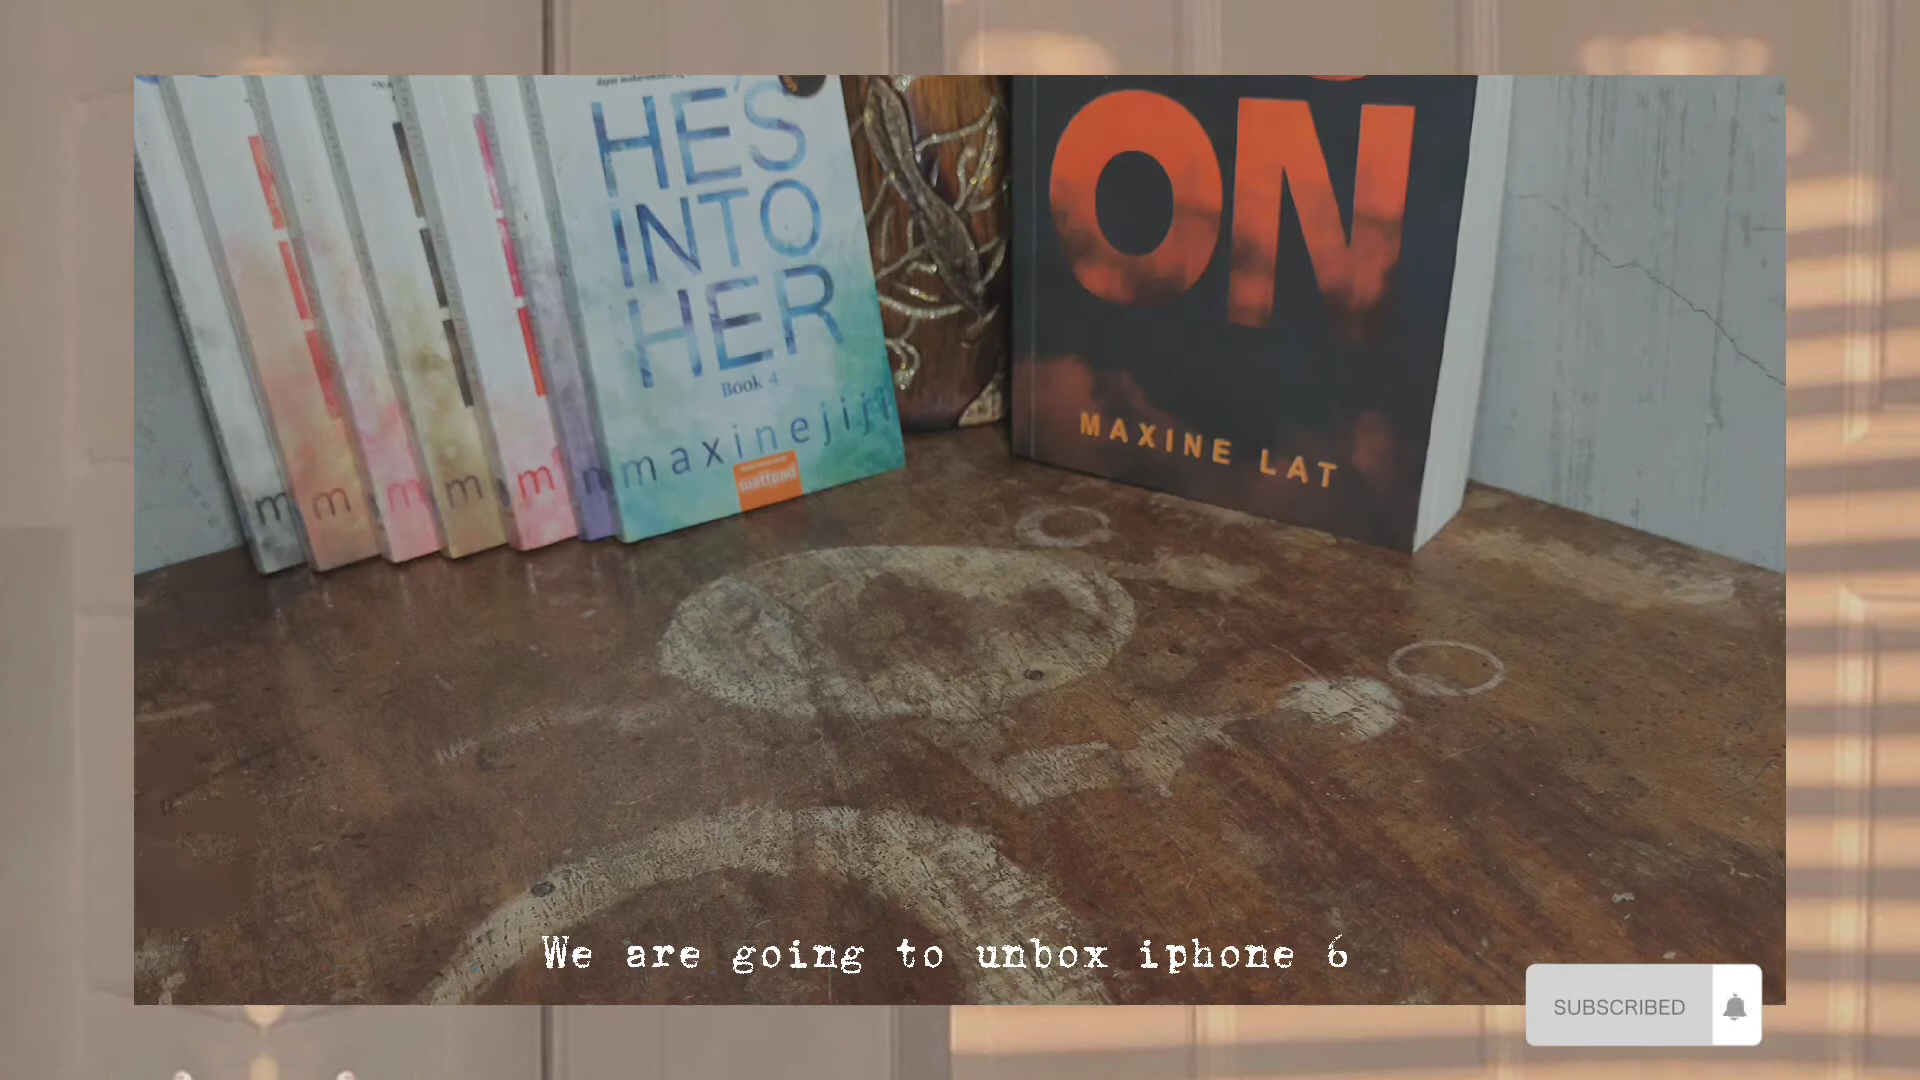 HE'S
INTO
HER
Book 4
maxinejiji
wattpad
m
m
m
m
m
ON
MAXINE LAT
We are going to unbox iphone 6
SUBSCRIBED